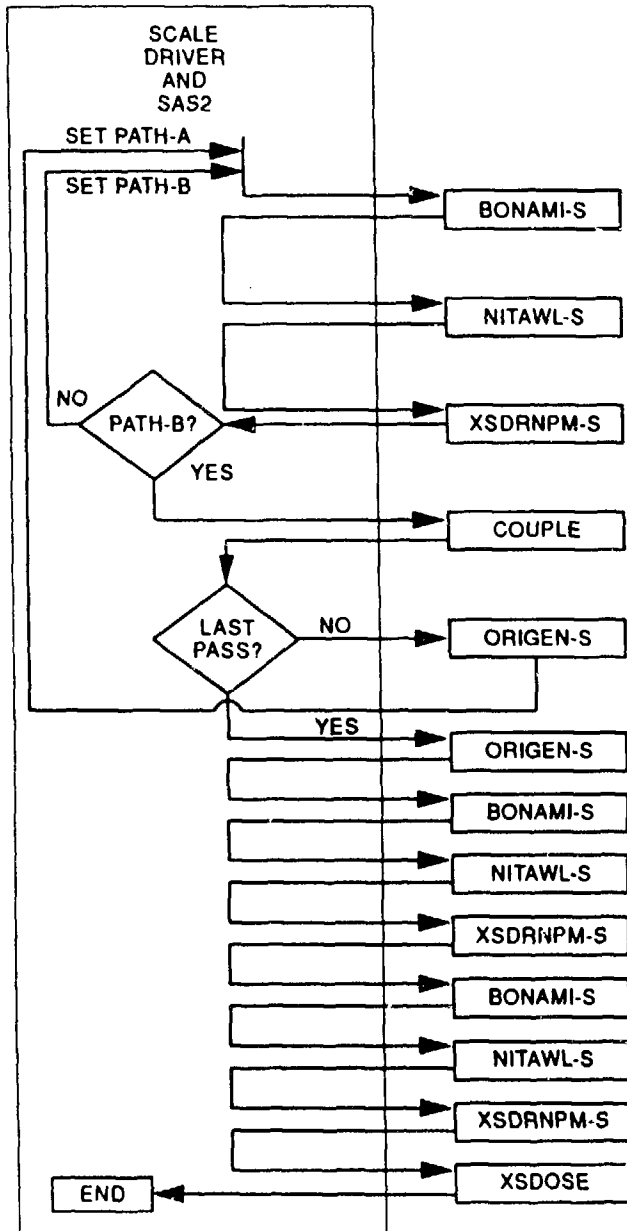 SCALE
DRIVER
AND
SAS2
SET PATH-A
SET PATH-B
BONAMI-S
NITAWL-S
NO
PATH-B?
XSDRNPM-S
YES
COUPLE
LAST
PASS?
NO
ORIGEN-S
YES
ORIGEN-S
BONAMI-S
NITAWL-S
XSDRNPM-S
BONAMI-S
NITAWL-S
XSDRNPM-S
XSDOSE
END